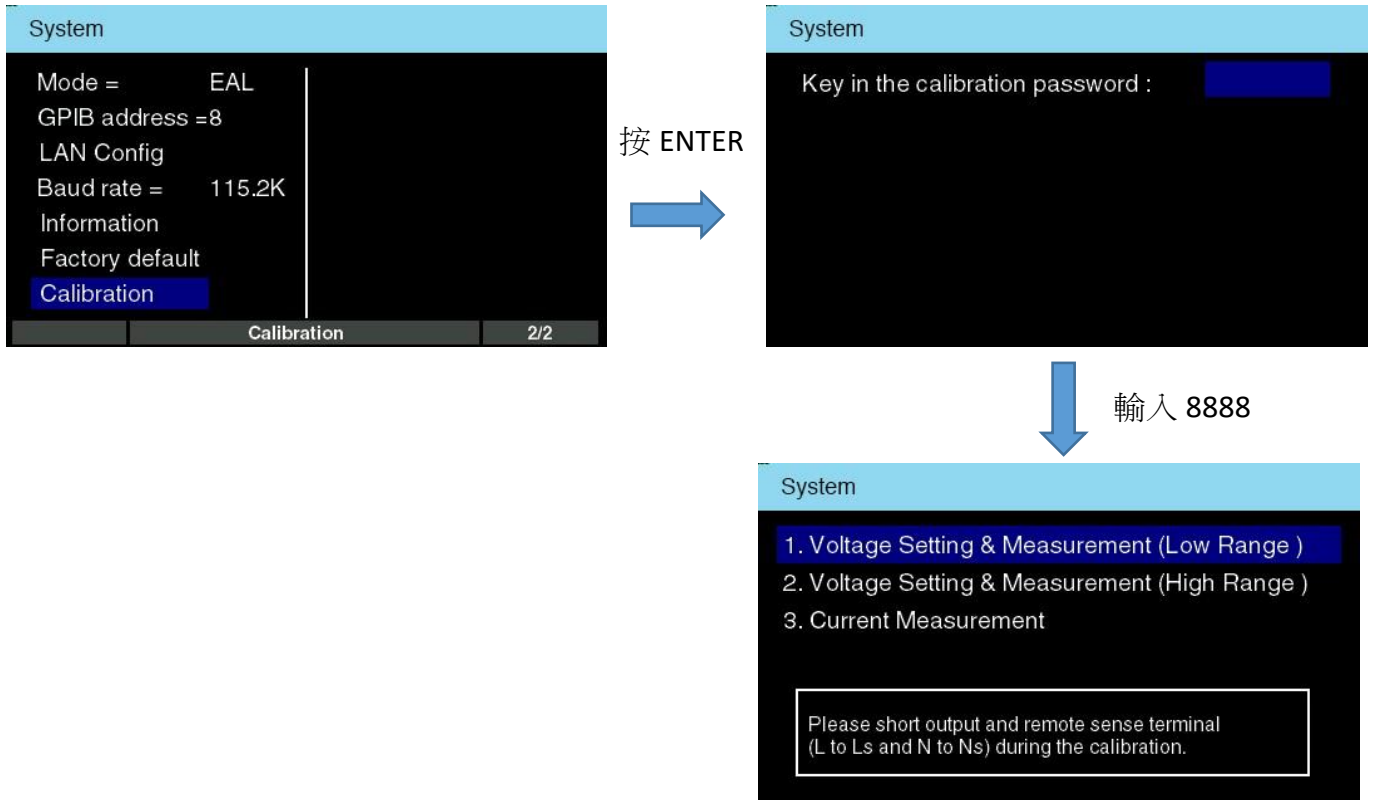 System
Mode = EAL
GPIB address =8
LAN Config
Baud rate = 115.2K
Information
Factory default
Calibration
Calibration 2/2
按 ENTER
System
Key in the calibration password :
輸入 8888
System
1. Voltage Setting & Measurement (Low Range )
2. Voltage Setting & Measurement (High Range )
3. Current Measurement
Please short output and remote sense terminal
(L to Ls and N to Ns) during the calibration.